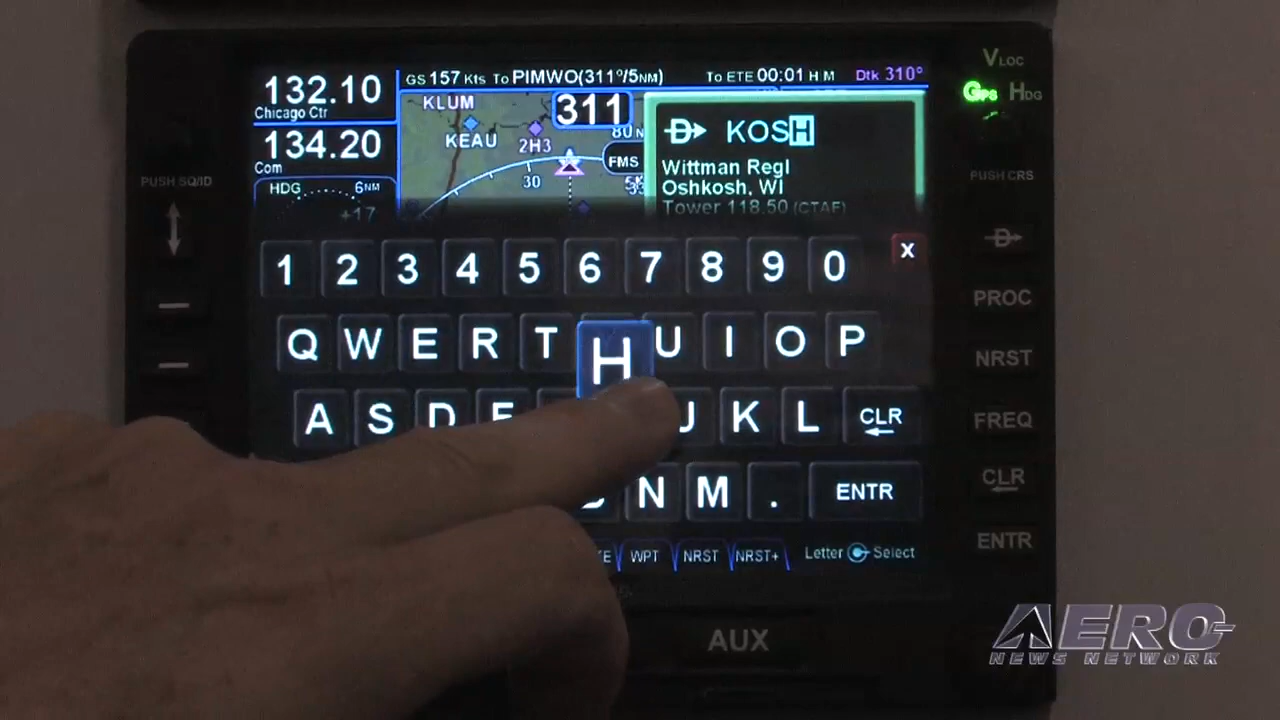 VLOC
GPS HDG
132.10
Chicago Ctr
134.20
Com
GS 157 Kts To PIMWO(311°/5NM) To ETE 00:01 H M Dtk 310°
KLUM
KEAU
2H3
311
80
FMS
30
D KOSH
Wittman Regl
Oshkosh, WI
Tower 118.50 (CTAF)
HDG 6NM
+17
PUSH SQ/ID
PUSH CRS
D
1 2 3 4 5 6 7 8 9 0 X
PROC
Q W E R T H U I O P
NRST
A S D F J K L CLR
FREQ
N M . ENTR
CLR
ENTR
WPT NRST NRST+ Letter Select
AUX
AERO
NEWS NETWORK